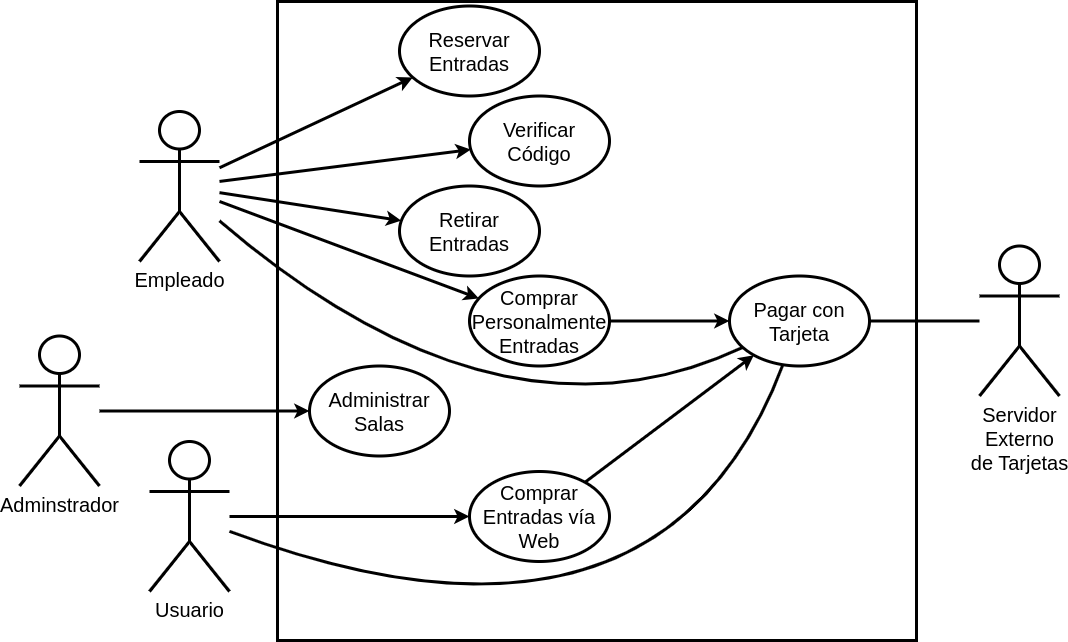 Reservar
Entradas
Verificar
Código
Empleado
Retirar
Entradas
Comprar
Personalmente
Entradas
Pagar con
Tarjeta
Servidor
Externo
de Tarjetas
Administrar
Salas
Adminstrador
Comprar
Entradas vía
Web
Usuario